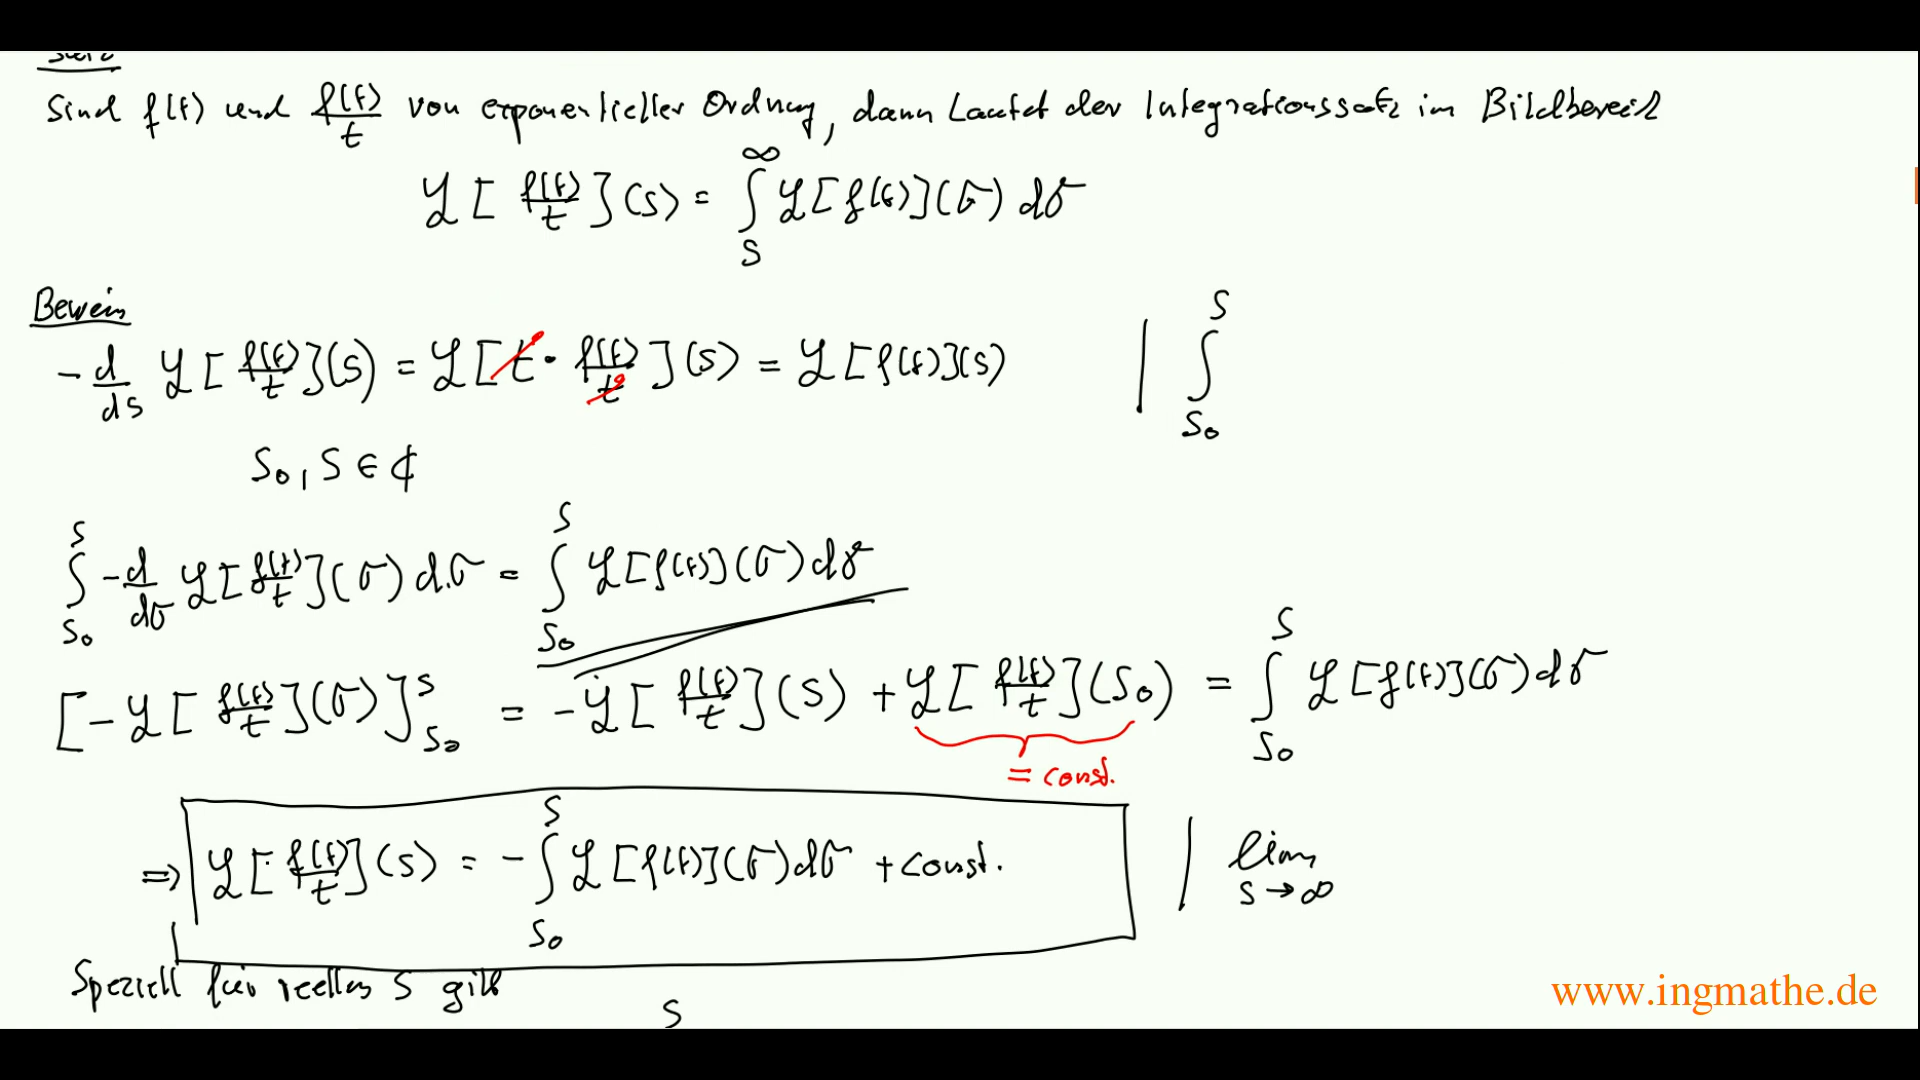 Satz
Sind f(t) und f(t)/t von exponentieller Ordnung, dann Lautet der Integrationssatz im Bildbereich
ℒ[f(t)/t](s) = ∫_s^∞ ℒ[f(t)](σ) dσ
Beweis
-d/ds ℒ[f(t)/t](s) = ℒ[t · f(t)/t](s) = ℒ[f(t)](s) | ∫_{s₀}^s
s₀, s ∈ ℂ
∫_{s₀}^s -d/dσ ℒ[f(t)/t](σ) dσ = ∫_{s₀}^s ℒ[f(t)](σ) dσ
[-ℒ[f(t)/t](σ)]_{s₀}^s = -ℒ[f(t)/t](s) + ℒ[f(t)/t](s₀) = ∫_{s₀}^s ℒ[f(t)](σ) dσ
= const.
⇒ ℒ[f(t)/t](s) = -∫_{s₀}^s ℒ[f(t)](σ) dσ + const. | lim_{s→∞}
Speziell für reelles s gilt
s
www.ingmathe.de